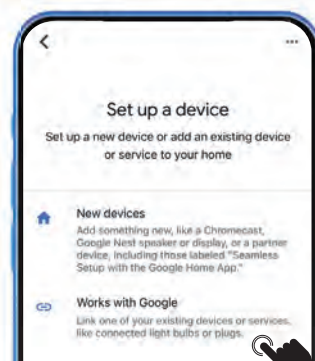 Set up a device
Set up a new device or add an existing device
or service to your home
New devices
Add something new, like a Chromecast,
Google Nest speaker or display, or a partner
device, including those labeled "Seamless
Setup with the Google Home App."
Works with Google
Link one of your existing devices or services,
like connected light bulbs or plugs.